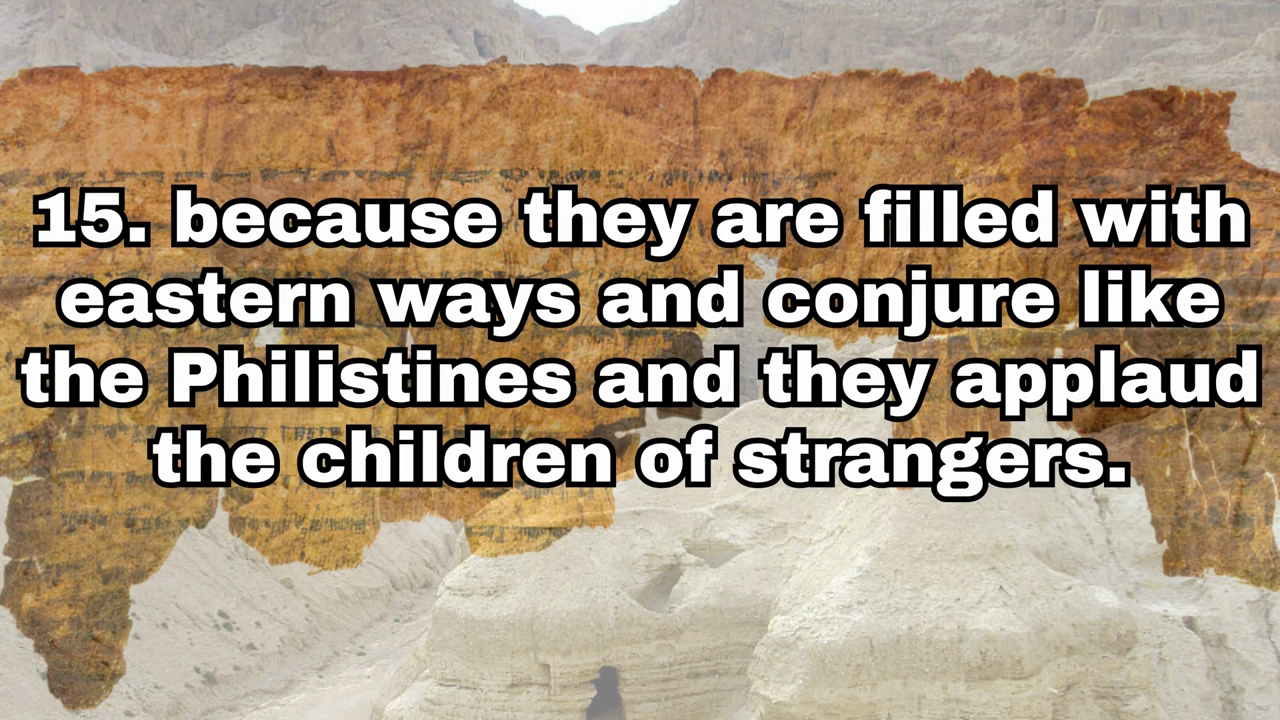 15. because they are filled with
eastern ways and conjure like
the Philistines and they applaud
the children of strangers.